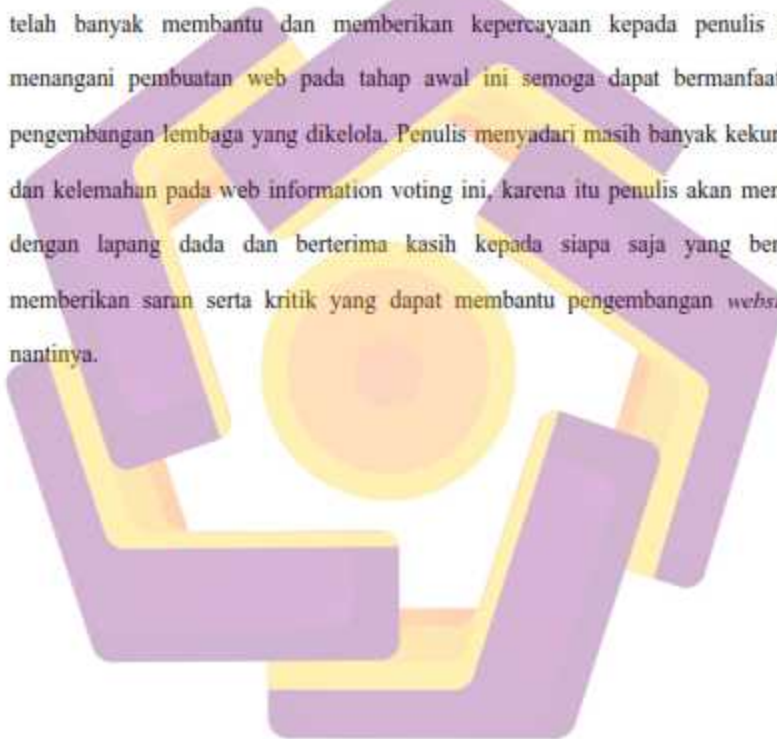 telah banyak membantu dan memberikan kepercayaan kepada penulis
menangani pembuatan web pada tahap awal ini semoga dapat bermanfaat
pengembangan lembaga yang dikelola. Penulis menyadari masih banyak
dan kelemahan pada web information voting ini, karena itu penulis akan
dengan lapang dada dan berterima kasih kepada siapa saja yang
memberikan saran serta kritik yang dapat membantu pengembangan
nantinya.